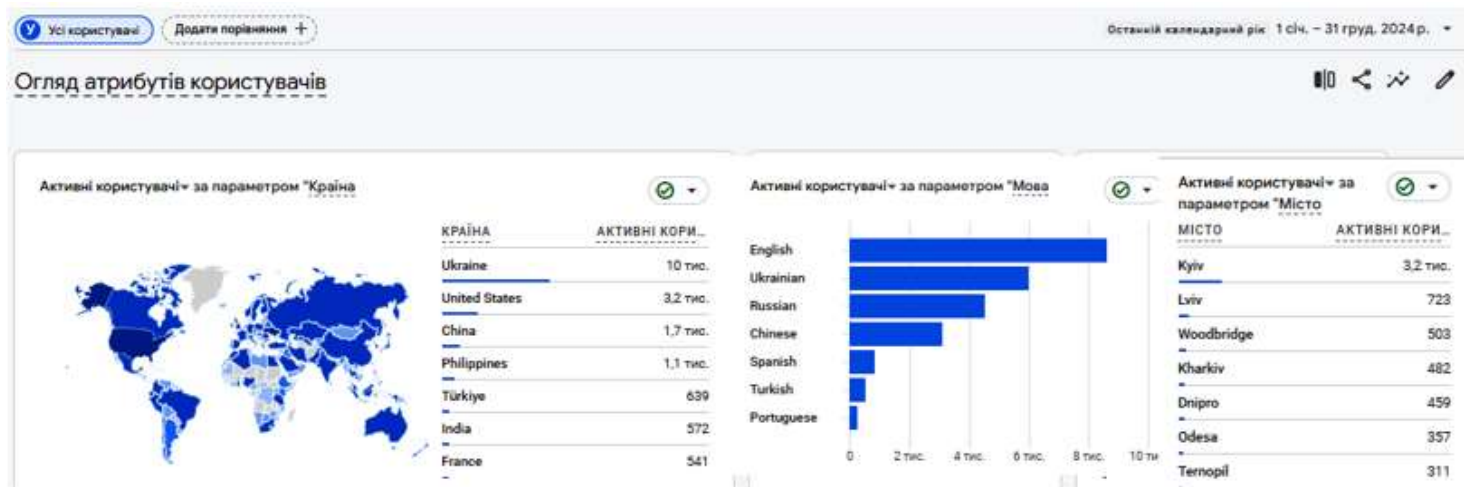 У Усі користувачі Додати порівняння + Останній календарний рік 1 січ. – 31 груд. 2024 р.
Огляд атрибутів користувачів
Активні користувачі за параметром "Країна
КРАЇНА АКТИВНІ КОРИ...
Ukraine 10 тис.
United States 3,2 тис.
China 1,7 тис.
Philippines 1,1 тис.
Türkiye 639
India 572
France 541
Активні користувачі за параметром "Мова
English
Ukrainian
Russian
Chinese
Spanish
Turkish
Portuguese
0 2 тис. 4 тис. 6 тис. 8 тис. 10 ти
Активні користувачі за
параметром "Місто
МІСТО АКТИВНІ КОРИ...
Kyiv 3,2 тис.
Lviv 723
Woodbridge 503
Kharkiv 482
Dnipro 459
Odesa 357
Ternopil 311